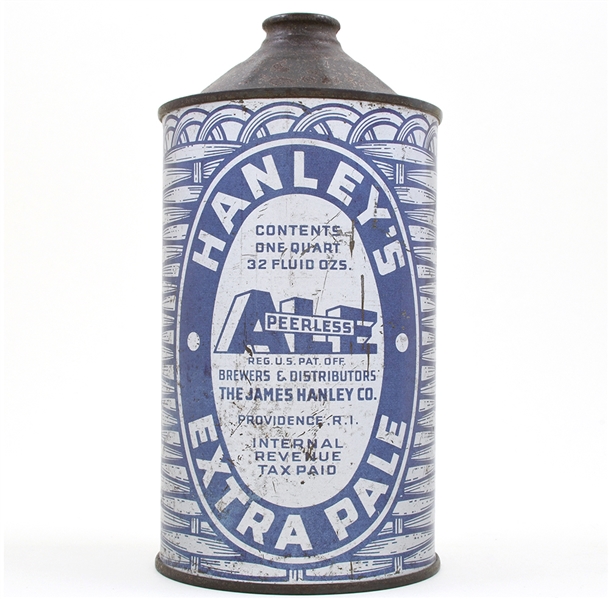 HANLEY'S
CONTENTS
ONE QUART
32 FLUID OZS.
PEERLESS
ALE
REG. U.S. PAT. OFF.
BREWERS & DISTRIBUTORS
THE JAMES HANLEY CO.
PROVIDENCE, R.I.
INTERNAL
REVENUE
TAX PAID
EXTRA PALE